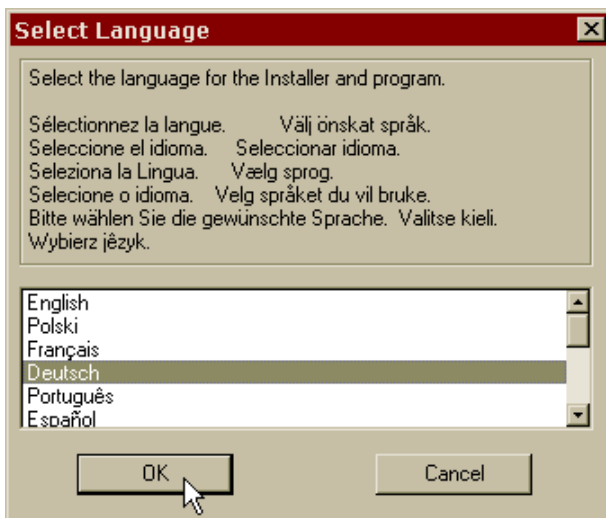 Select Language
Select the language for the Installer and program.
Sélectionnez la langue. Välj önskat språk.
Seleccione el idioma. Seleccionar idioma.
Seleziona la Lingua. Vælg sprog.
Selecione o idioma. Velg språket du vil bruke.
Bitte wählen Sie die gewünschte Sprache. Valitse kieli.
Wybierz jêzyk.
English
Polski
Français
Deutsch
Português
Español
OK Cancel